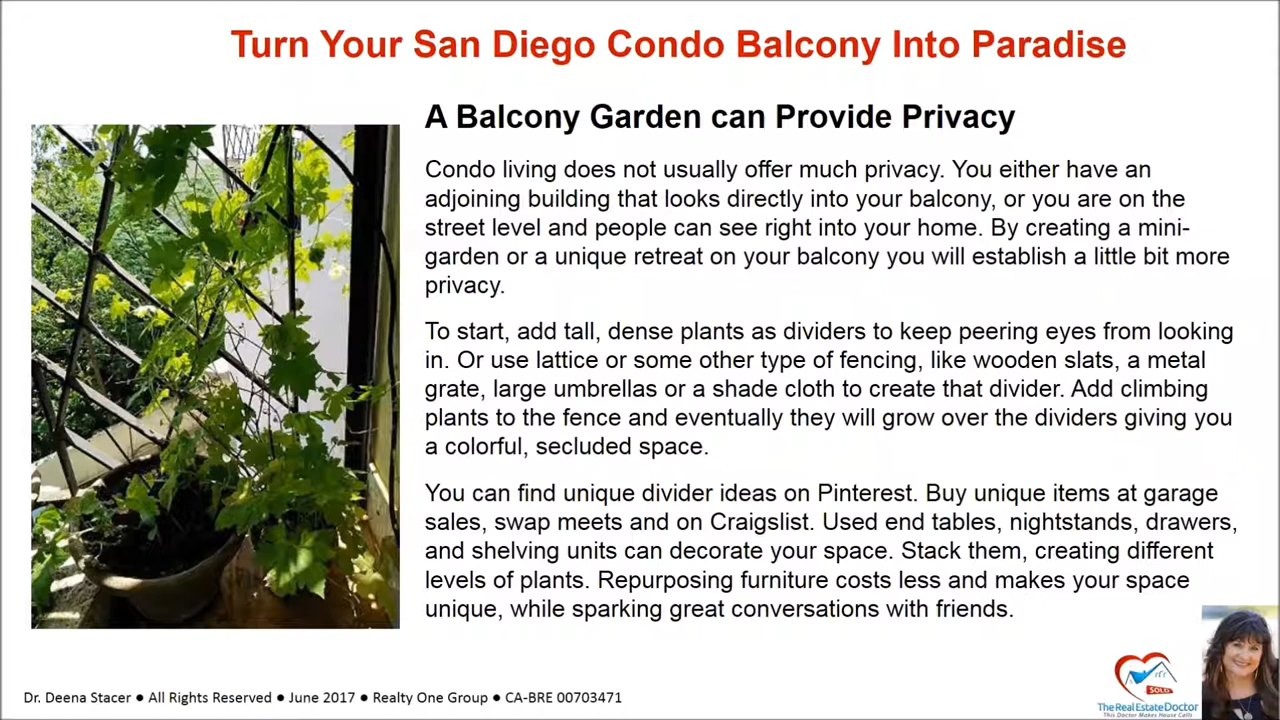 Turn Your San Diego Condo Balcony Into Paradise
A Balcony Garden can Provide Privacy
Condo living does not usually offer much privacy. You either have an
adjoining building that looks directly into your balcony, or you are on the
street level and people can see right into your home. By creating a mini-
garden or a unique retreat on your balcony you will establish a little bit more
privacy.
To start, add tall, dense plants as dividers to keep peering eyes from looking
in. Or use lattice or some other type of fencing, like wooden slats, a metal
grate, large umbrellas or a shade cloth to create that divider. Add climbing
plants to the fence and eventually they will grow over the dividers giving you
a colorful, secluded space.
You can find unique divider ideas on Pinterest. Buy unique items at garage
sales, swap meets and on Craigslist. Used end tables, nightstands, drawers,
and shelving units can decorate your space. Stack them, creating different
levels of plants. Repurposing furniture costs less and makes your space
unique, while sparking great conversations with friends.
SOLD
TheRealEstateDoctor
This Doctor Makes House Calls
Dr. Deena Stacer ● All Rights Reserved ● June 2017 ● Realty One Group ● CA-BRE 00703471